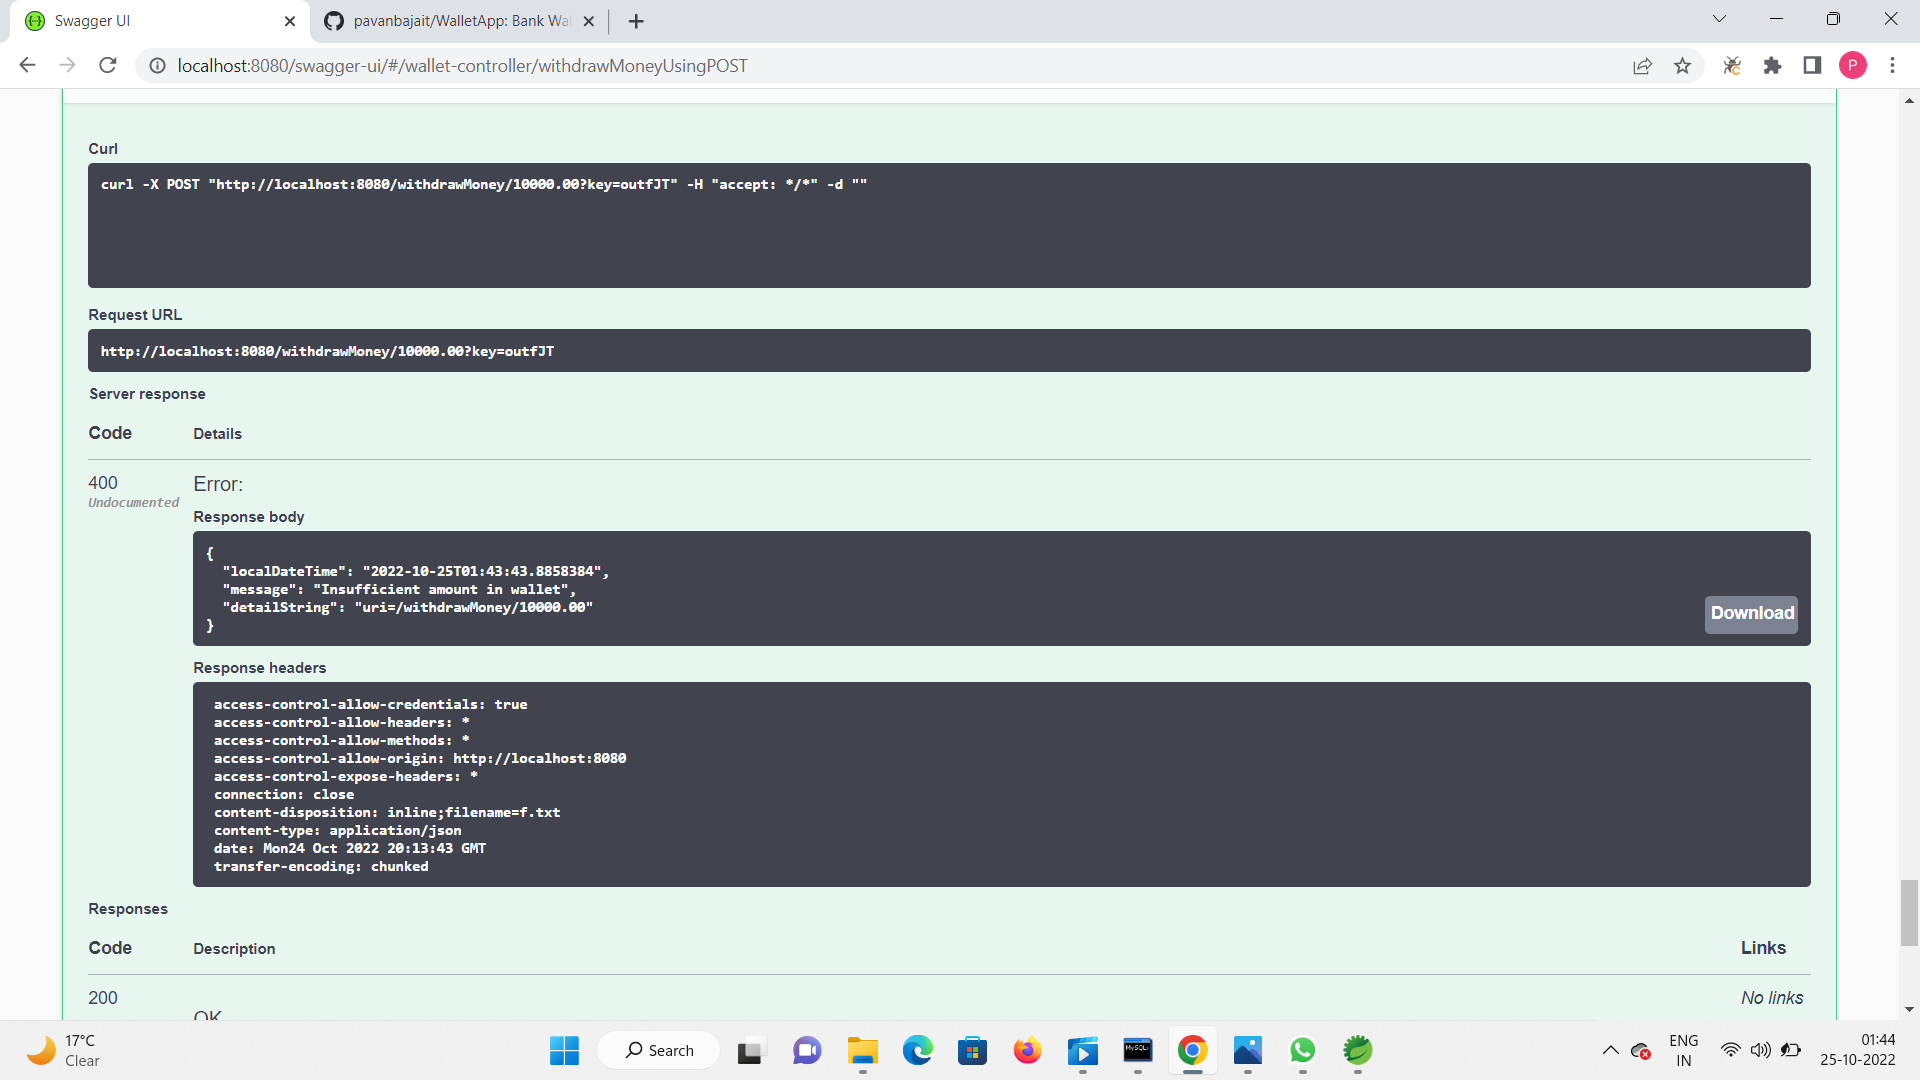 Swagger UI
pavanbajait/WalletApp: Bank Wa
localhost:8080/swagger-ui/#/wallet-controller/withdrawMoneyUsingPOST
P
Curl
curl -X POST "http://localhost:8080/withdrawMoney/10000.00?key=outfJT" -H "accept: */*" -d ""
Request URL
http://localhost:8080/withdrawMoney/10000.00?key=outfJT
Server response
Code Details
400 Error:
Undocumented
Response body
{
"localDateTime": "2022-10-25T01:43:43.8858384",
"message": "Insufficient amount in wallet",
"detailString": "uri=/withdrawMoney/10000.00"
}
Download
Response headers
access-control-allow-credentials: true
access-control-allow-headers: *
access-control-allow-methods: *
access-control-allow-origin: http://localhost:8080
access-control-expose-headers: *
connection: close
content-disposition: inline;filename=f.txt
content-type: application/json
date: Mon24 Oct 2022 20:13:43 GMT
transfer-encoding: chunked
Responses
Code Description Links
200 No links
OK
17°C
Clear
Search
MySQL
ENG
IN
01:44
25-10-2022